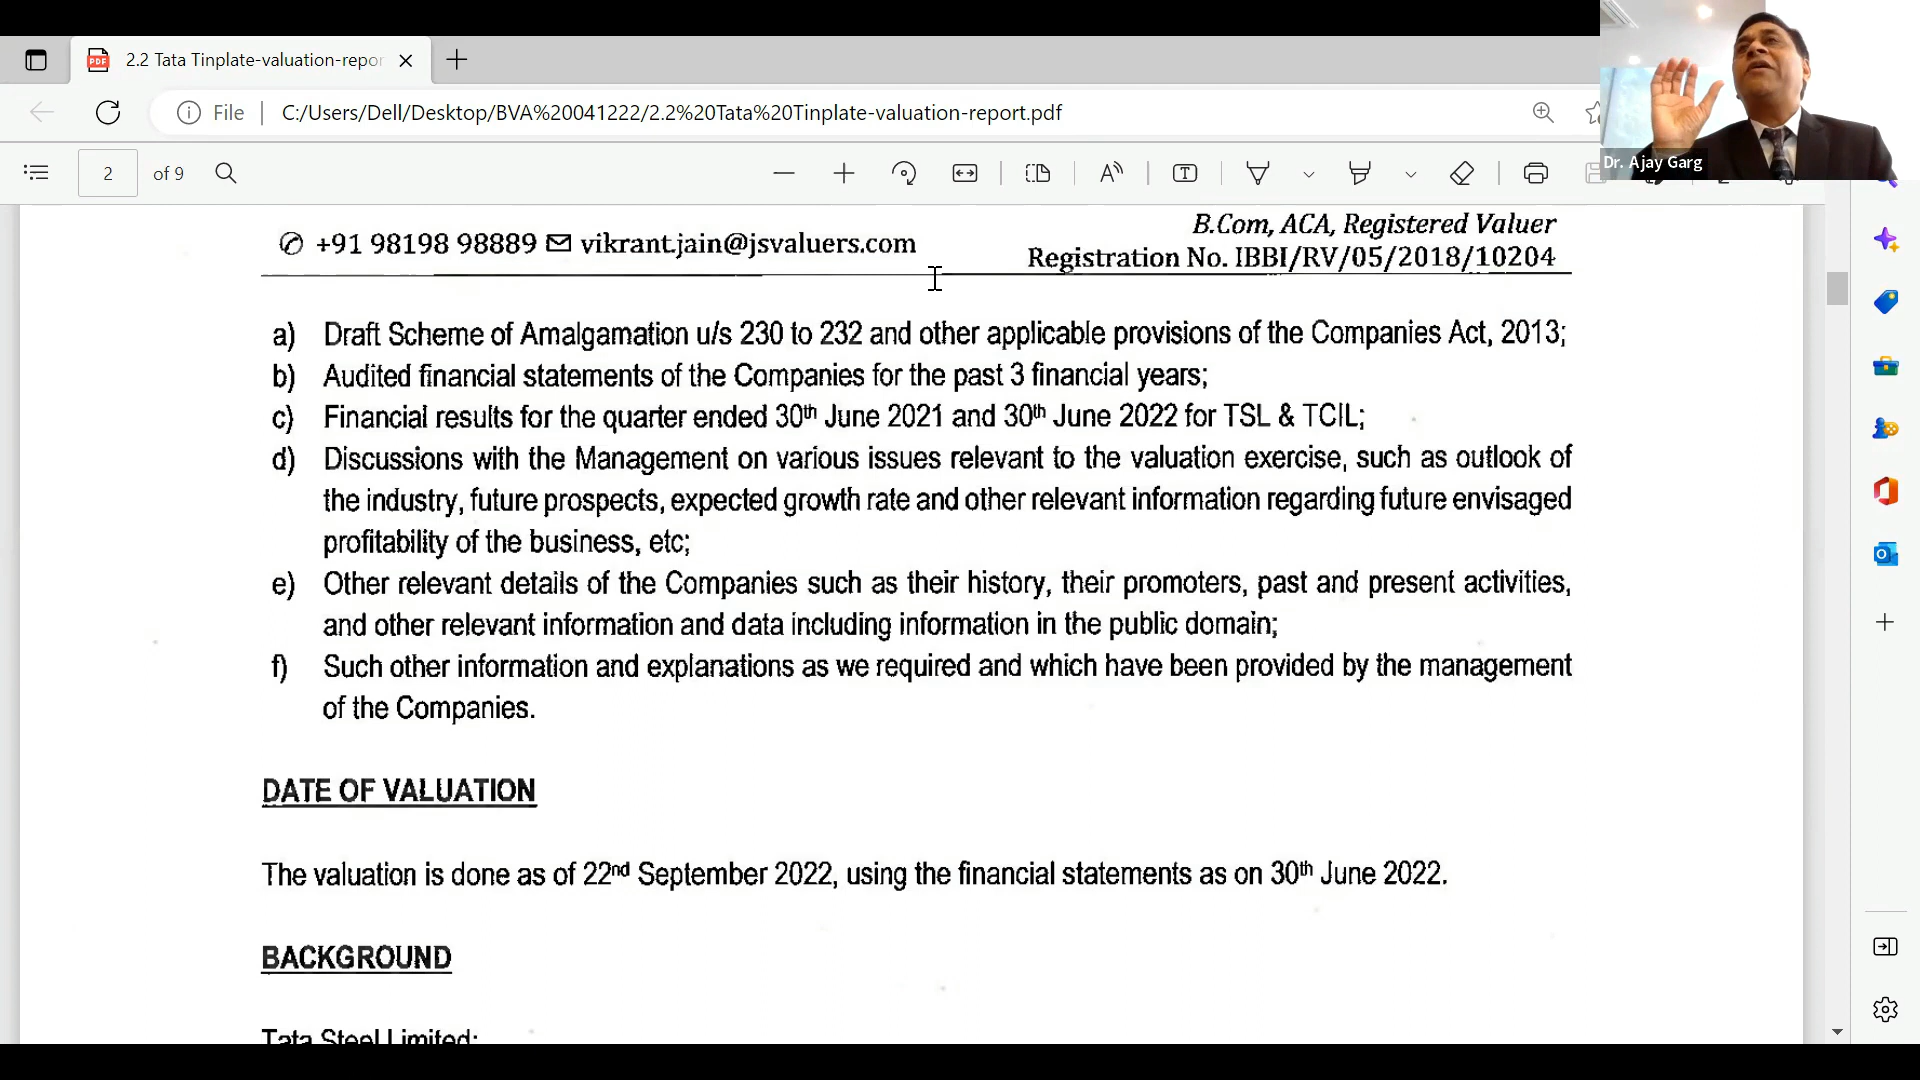 2.2 Tata Tinplate-valuation-repor
File
C:/Users/Dell/Desktop/BVA%20041222/2.2%20Tata%20Tinplate-valuation-report.pdf
2 of 9
Dr. Ajay Garg
B.Com, ACA, Registered Valuer
+91 98198 98889 vikrant.jain@jsvaluers.com
Registration No. IBBI/RV/05/2018/10204
a) Draft Scheme of Amalgamation u/s 230 to 232 and other applicable provisions of the Companies Act, 2013;
b) Audited financial statements of the Companies for the past 3 financial years;
c) Financial results for the quarter ended 30th June 2021 and 30th June 2022 for TSL & TCIL;
d) Discussions with the Management on various issues relevant to the valuation exercise, such as outlook of
the industry, future prospects, expected growth rate and other relevant information regarding future envisaged
profitability of the business, etc;
e) Other relevant details of the Companies such as their history, their promoters, past and present activities,
and other relevant information and data including information in the public domain;
f) Such other information and explanations as we required and which have been provided by the management
of the Companies.
DATE OF VALUATION
The valuation is done as of 22nd September 2022, using the financial statements as on 30th June 2022.
BACKGROUND
Tata Steel Limited: